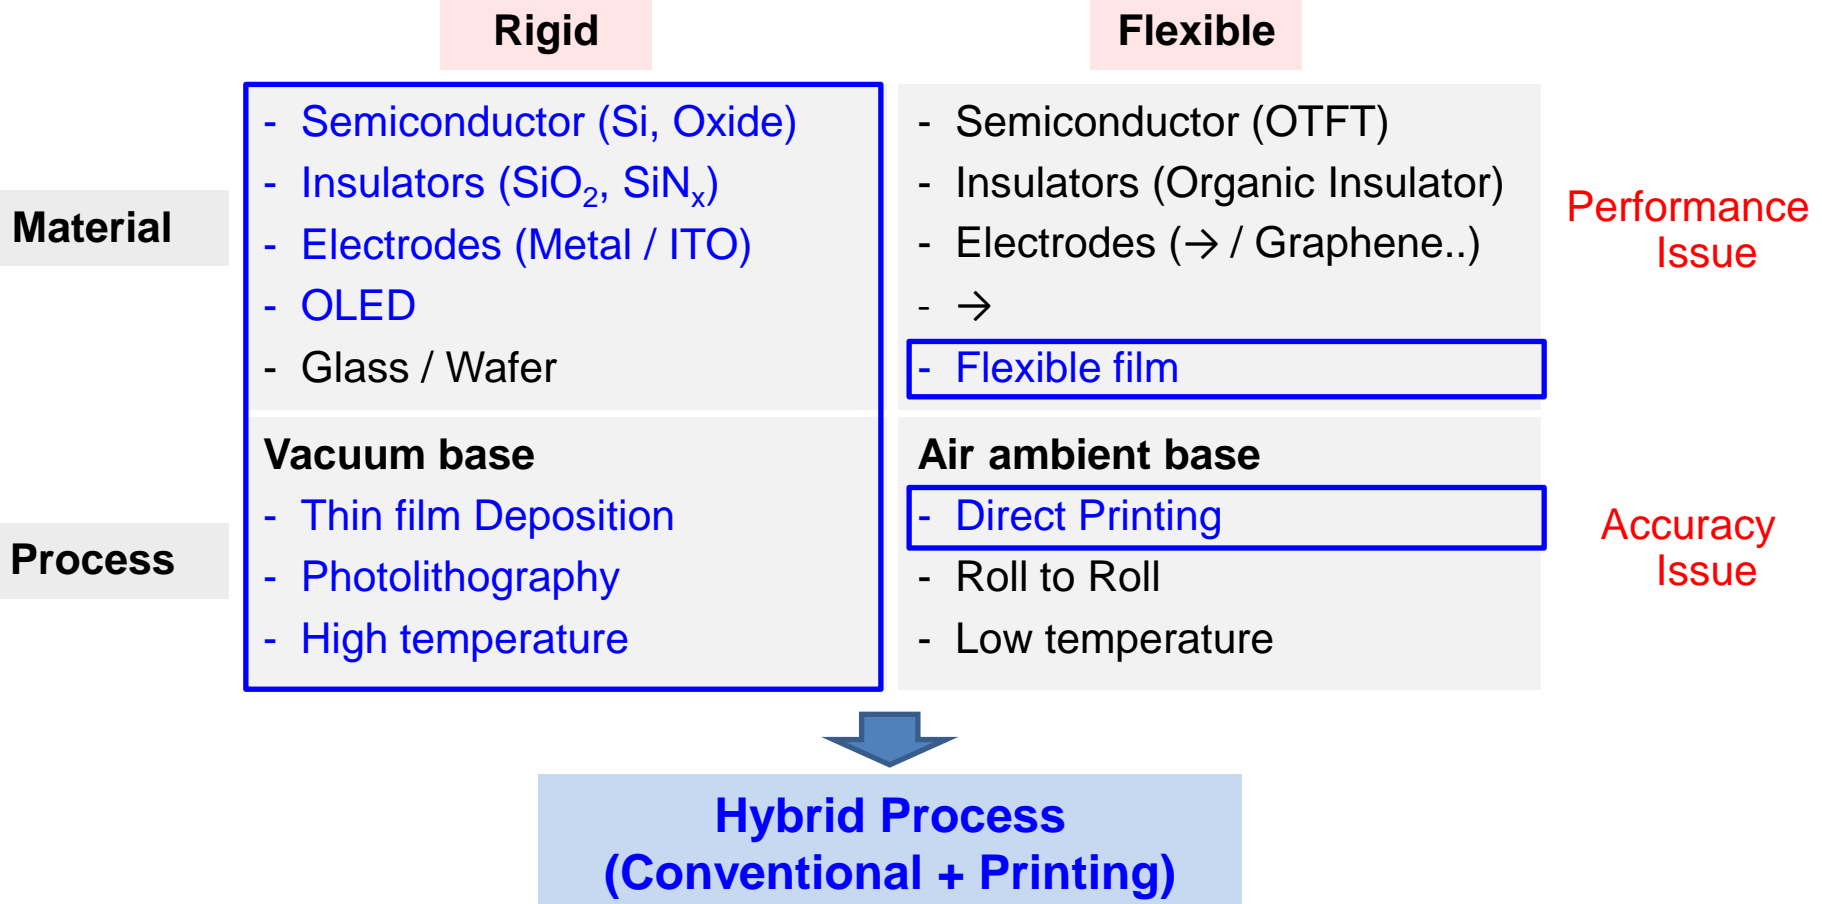 Rigid
Flexible
Material
- Semiconductor (Si, Oxide)
- Insulators (SiO₂, SiNₓ)
- Electrodes (Metal / ITO)
- OLED
- Glass / Wafer
- Semiconductor (OTFT)
- Insulators (Organic Insulator)
- Electrodes (→ / Graphene..)
- →
- Flexible film
Performance
Issue
Process
Vacuum base
- Thin film Deposition
- Photolithography
- High temperature
Air ambient base
- Direct Printing
- Roll to Roll
- Low temperature
Accuracy
Issue
Hybrid Process
(Conventional + Printing)